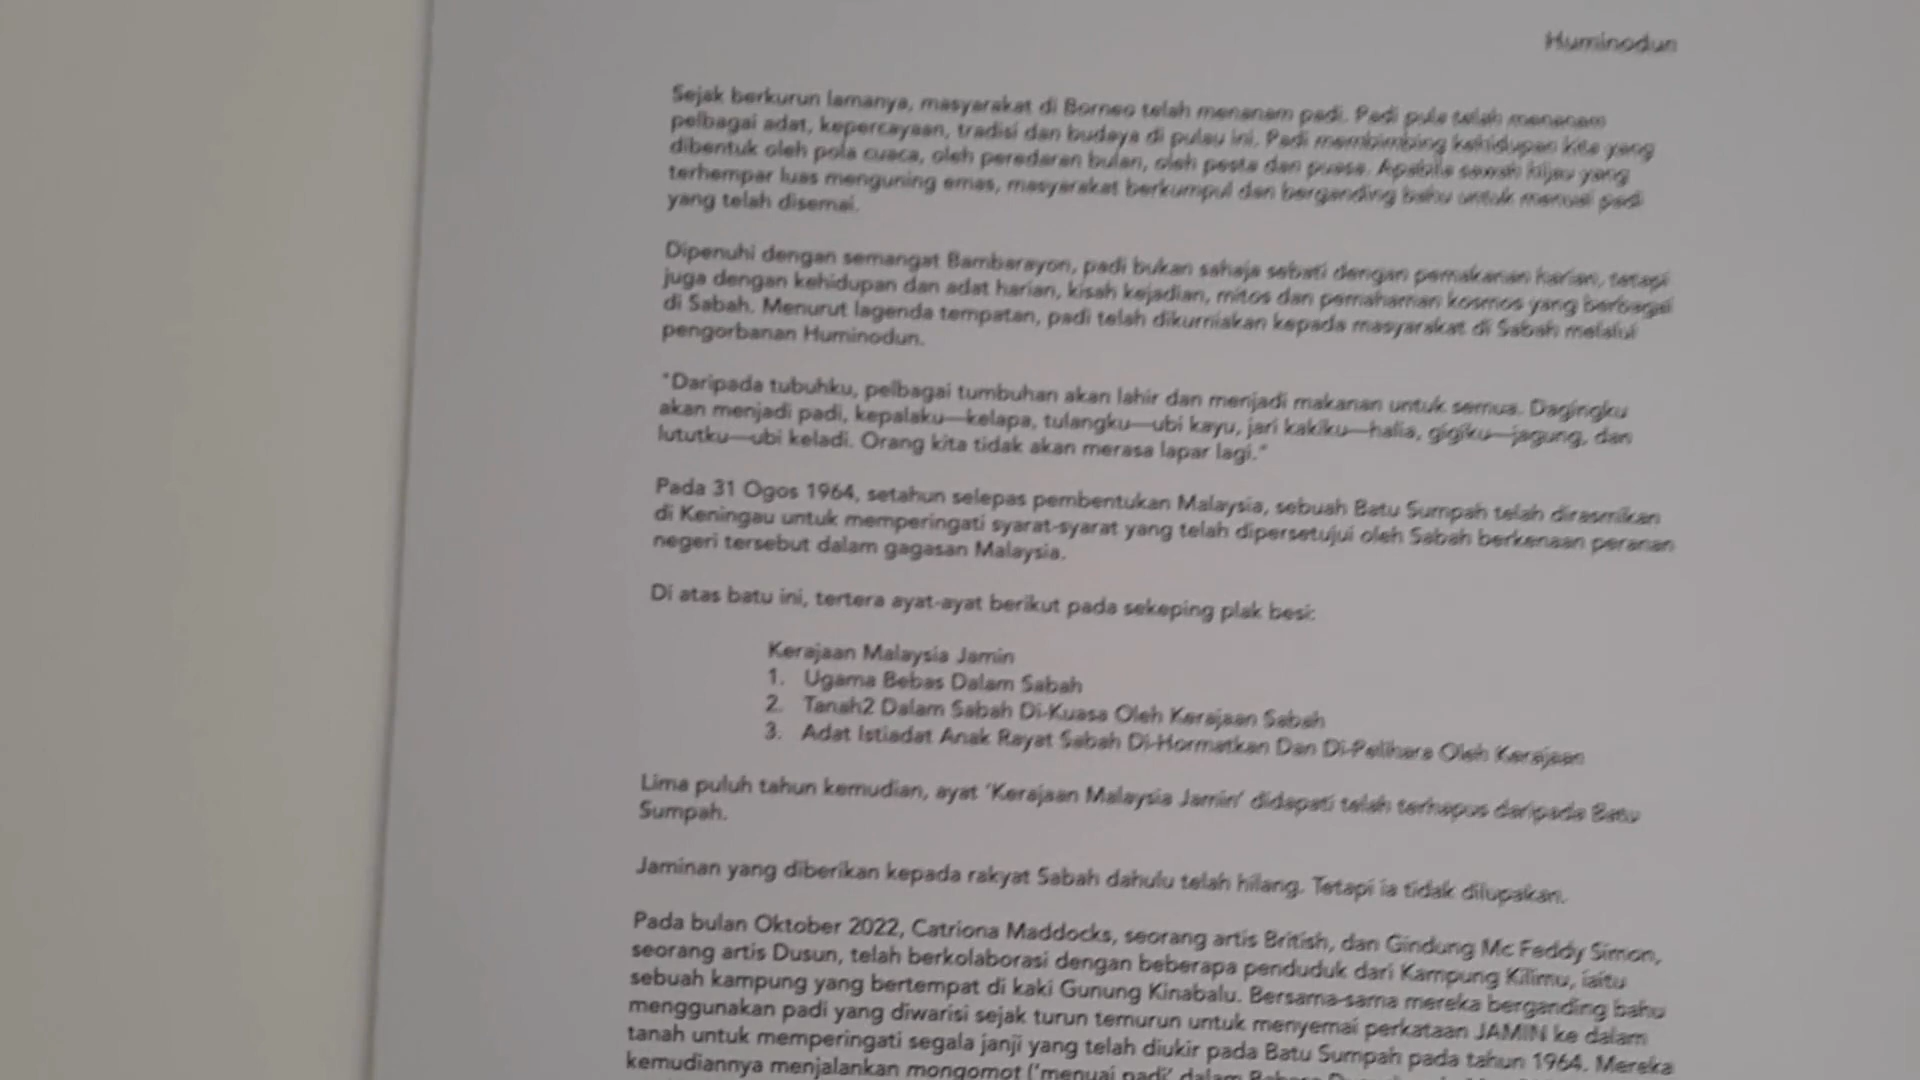 Huminodun
Sejak berkurun lamanya, masyarakat di Borneo telah menanam padi. Padi pula telah menanam
pelbagai adat, kepercayaan, tradisi dan budaya di pulau ini. Padi membimbing kehidupan kita yang
dibentuk oleh pola cuaca, oleh peredaran bulan, oleh pesta dan puasa. Apabila sawah hijau yang
terhempar luas menguning emas, masyarakat berkumpul dan berganding bahu untuk menuai padi
yang telah disemai.
Dipenuhi dengan semangat Bambarayon, padi bukan sahaja sebati dengan pemakanan harian, tetapi
juga dengan kehidupan dan adat harian, kisah kejadian, mitos dan pemahaman kosmos yang berbagai
di Sabah. Menurut lagenda tempatan, padi telah dikurniakan kepada masyarakat di Sabah melalui
pengorbanan Huminodun.
"Daripada tubuhku, pelbagai tumbuhan akan lahir dan menjadi makanan untuk semua. Dagingku
akan menjadi padi, kepalaku—kelapa, tulangku—ubi kayu, jari kakiku—halia, gigiku—jagung, dan
lututku—ubi keladi. Orang kita tidak akan merasa lapar lagi."
Pada 31 Ogos 1964, setahun selepas pembentukan Malaysia, sebuah Batu Sumpah telah dirasmikan
di Keningau untuk memperingati syarat-syarat yang telah dipersetujui oleh Sabah berkenaan peranan
negeri tersebut dalam gagasan Malaysia.
Di atas batu ini, tertera ayat-ayat berikut pada sekeping plak besi:
Kerajaan Malaysia Jamin
1. Ugama Bebas Dalam Sabah
2. Tanah2 Dalam Sabah Di-Kuasa Oleh Kerajaan Sabah
3. Adat Istiadat Anak Rayat Sabah Di-Hormatkan Dan Di-Pelihara Oleh Kerajaan
Lima puluh tahun kemudian, ayat 'Kerajaan Malaysia Jamin' didapati telah terhapus daripada Batu
Sumpah.
Jaminan yang diberikan kepada rakyat Sabah dahulu telah hilang. Tetapi ia tidak dilupakan.
Pada bulan Oktober 2022, Catriona Maddocks, seorang artis British, dan Gindung Mc Feddy Simon,
seorang artis Dusun, telah berkolaborasi dengan beberapa penduduk dari Kampung Kilimu, iaitu
sebuah kampung yang bertempat di kaki Gunung Kinabalu. Bersama-sama mereka berganding bahu
menggunakan padi yang diwarisi sejak turun temurun untuk menyemai perkataan JAMIN ke dalam
tanah untuk memperingati segala janji yang telah diukir pada Batu Sumpah pada tahun 1964. Mereka
kemudiannya menjalankan mongomot ('menuai padi' dalam